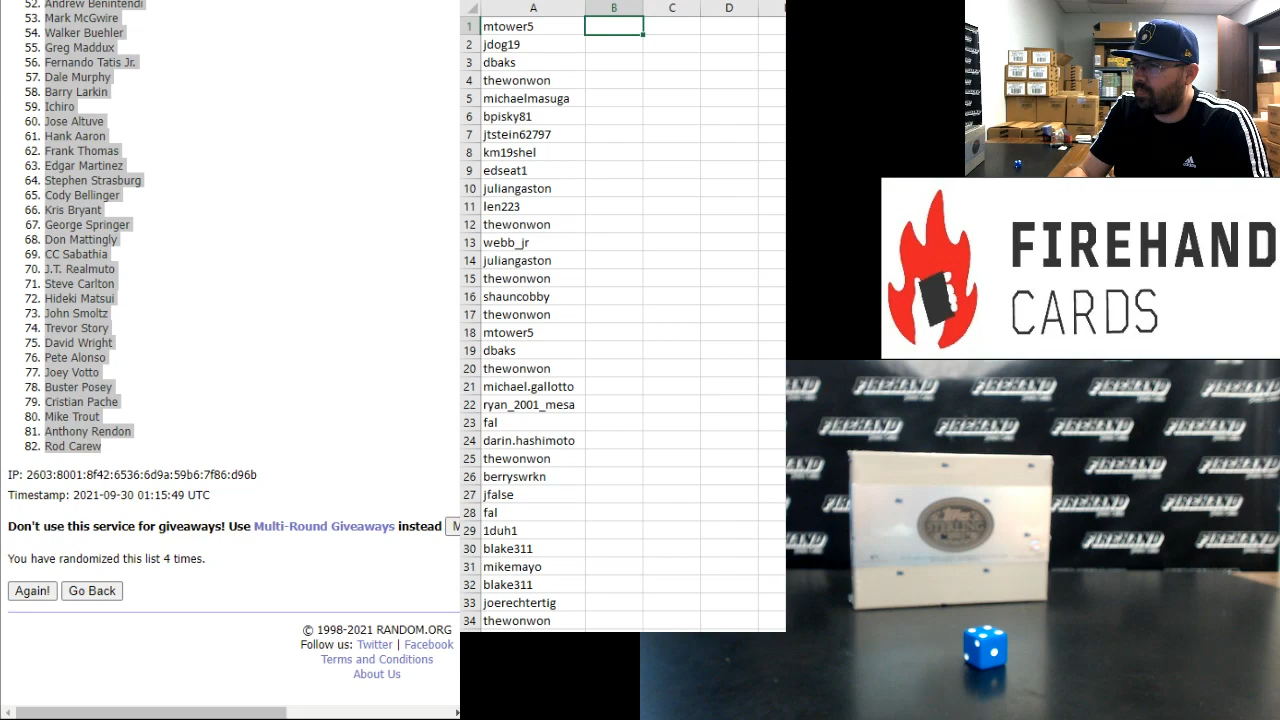 52. Andrew Benintendi
53. Mark McGwire
54. Walker Buehler
55. Greg Maddux
56. Fernando Tatis Jr.
57. Dale Murphy
58. Barry Larkin
59. Ichiro
60. Jose Altuve
61. Hank Aaron
62. Frank Thomas
63. Edgar Martinez
64. Stephen Strasburg
65. Cody Bellinger
66. Kris Bryant
67. George Springer
68. Don Mattingly
69. CC Sabathia
70. J.T. Realmuto
71. Steve Carlton
72. Hideki Matsui
73. John Smoltz
74. Trevor Story
75. David Wright
76. Pete Alonso
77. Joey Votto
78. Buster Posey
79. Cristian Pache
80. Mike Trout
81. Anthony Rendon
82. Rod Carew
IP: 2603:8001:8f42:6536:6d9a:59b6:7f86:d96b
Timestamp: 2021-09-30 01:15:49 UTC
Don't use this service for giveaways! Use Multi-Round Giveaways instead
You have randomized this list 4 times.
Again! Go Back
© 1998-2021 RANDOM.ORG
Follow us: Twitter | Facebook
Terms and Conditions
About Us
A B C D
1 mtower5
2 jdog19
3 dbaks
4 thewonwon
5 michaelmasuga
6 bpisky81
7 jtstein62797
8 km19shel
9 edseat1
10 juliangaston
11 len223
12 thewonwon
13 webb_jr
14 juliangaston
15 thewonwon
16 shauncobby
17 thewonwon
18 mtower5
19 dbaks
20 thewonwon
21 michael.gallotto
22 ryan_2001_mesa
23 fal
24 darin.hashimoto
25 thewonwon
26 berryswrkn
27 jfalse
28 fal
29 1duh1
30 blake311
31 mikemayo
32 blake311
33 joerechtertig
34 thewonwon
FIREHAND
CARDS
FIREHAND FIREHAND FIREHAND
FIREHAND FIREHAND FIREHAND
FIREHAND
FIREHAND
FIREHAND
FIREHAND